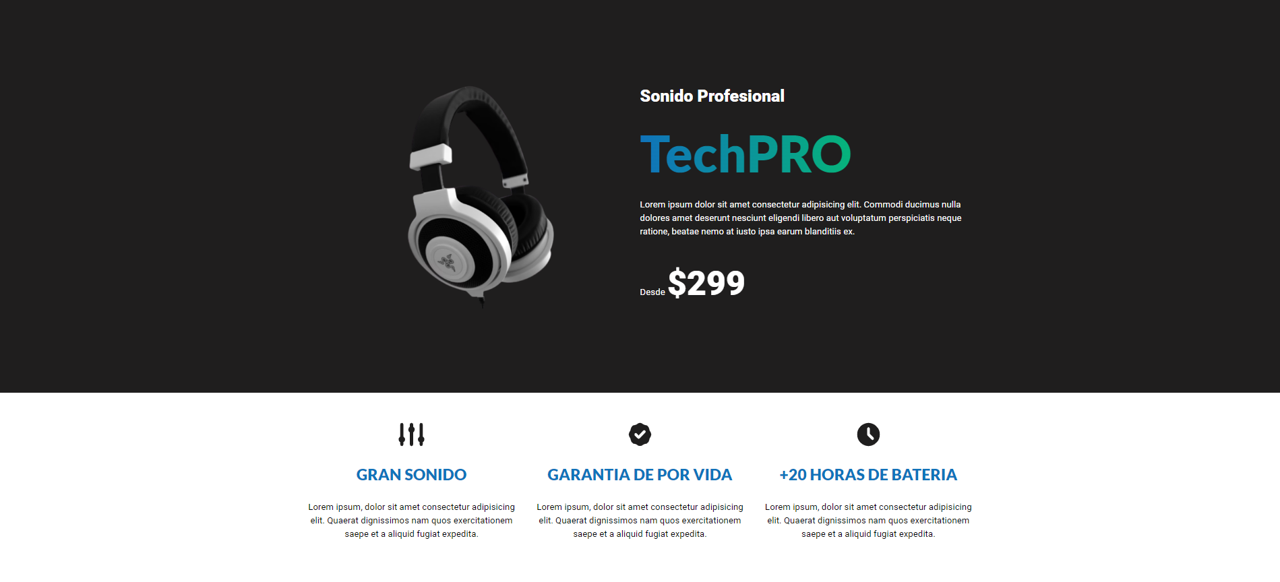 Sonido Profesional
TechPRO
Lorem ipsum dolor sit amet consectetur adipisicing elit. Commodi ducimus nulla
dolores amet deserunt nesciunt eligendi libero aut voluptatum perspiciatis neque
ratione, beatae nemo at iusto ipsa earum blanditiis ex.
Desde $299
GRAN SONIDO
Lorem ipsum, dolor sit amet consectetur adipisicing
elit. Quaerat dignissimos nam quos exercitationem
saepe et a aliquid fugiat expedita.
GARANTIA DE POR VIDA
Lorem ipsum, dolor sit amet consectetur adipisicing
elit. Quaerat dignissimos nam quos exercitationem
saepe et a aliquid fugiat expedita.
+20 HORAS DE BATERIA
Lorem ipsum, dolor sit amet consectetur adipisicing
elit. Quaerat dignissimos nam quos exercitationem
saepe et a aliquid fugiat expedita.